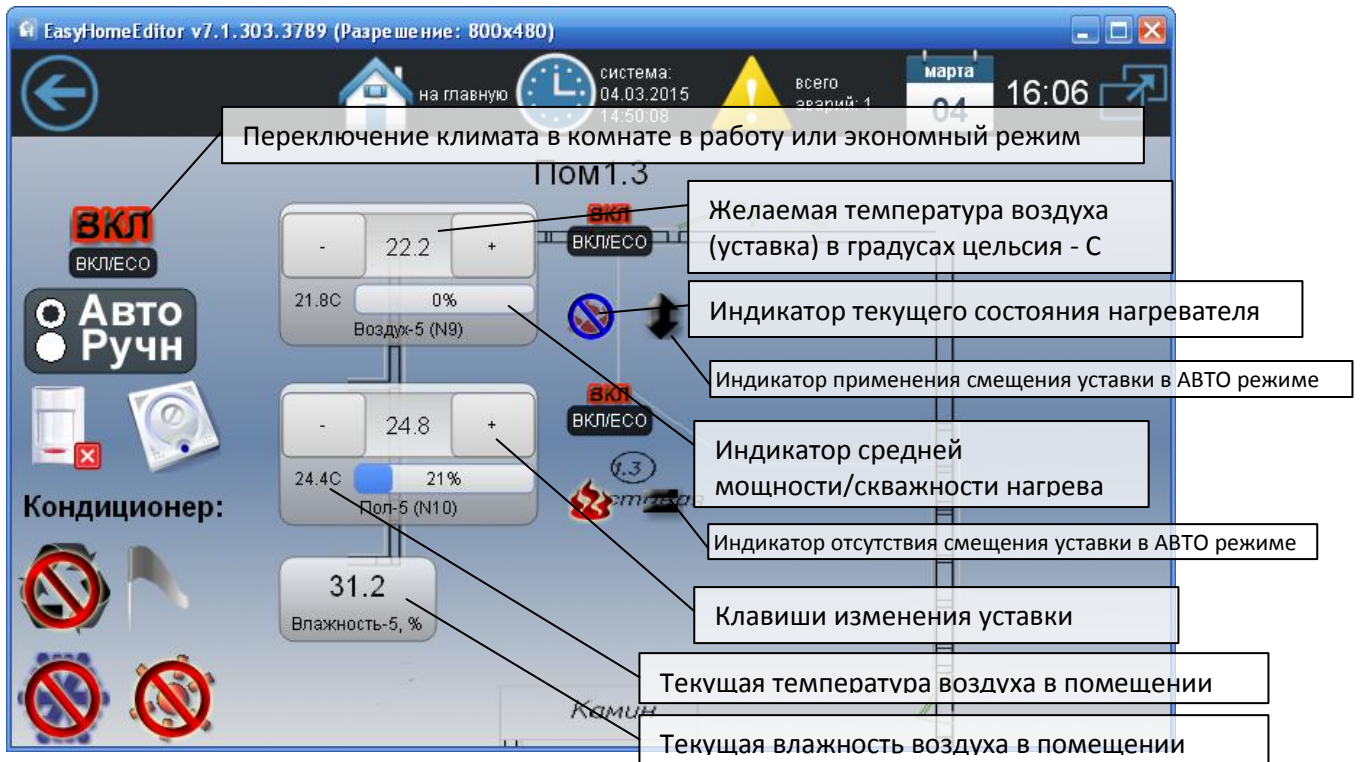 EasyHomeEditor v7.1.303.3789 (Разрешение: 800x480)
на главную
система:
04.03.2015
14:50:08
всего
аварий: 1
марта
04
16:06
Переключение климата в комнате в работу или экономный режим
Пом1.3
ВКЛ
ВКЛ/ECO
Авто
Ручн
Кондиционер:
-
22.2
+
21.8C
0%
Воздух-5 (N9)
-
24.8
+
24.4C
21%
Пол-5 (N10)
31.2
Влажность-5, %
ВКЛ
ВКЛ/ECO
ВКЛ
ВКЛ/ECO
1.3
Камин
Желаемая температура воздуха
(уставка) в градусах цельсия - С
Индикатор текущего состояния нагревателя
Индикатор применения смещения уставки в АВТО режиме
Индикатор средней
мощности/скважности нагрева
Индикатор отсутствия смещения уставки в АВТО режиме
Клавиши изменения уставки
Текущая температура воздуха в помещении
Текущая влажность воздуха в помещении